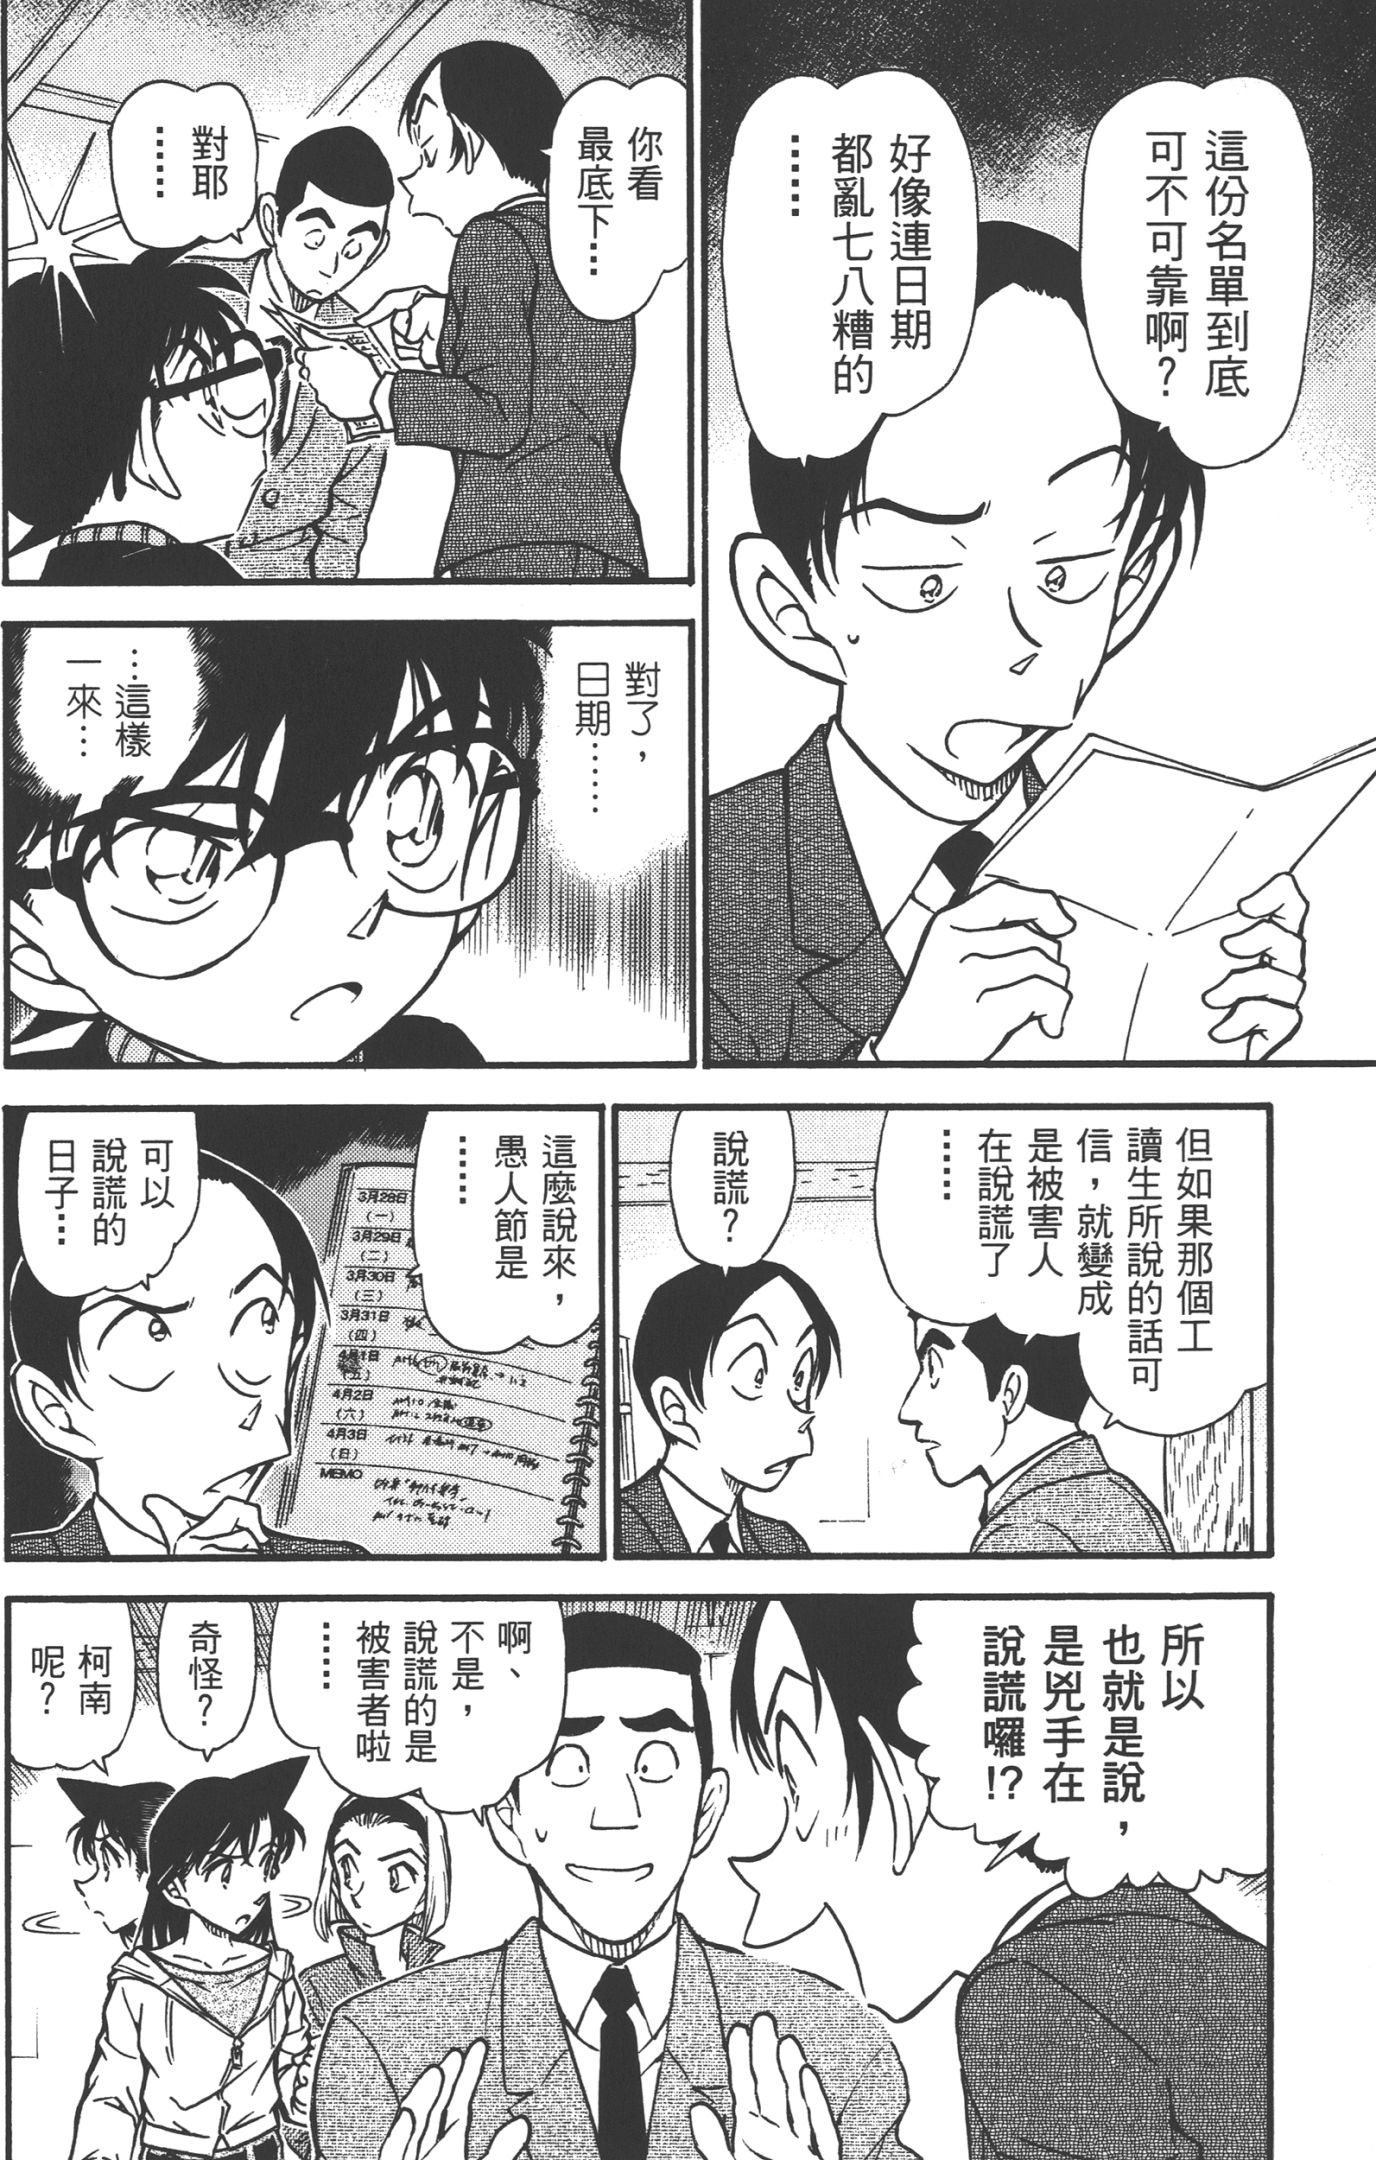 這份名單到底
可不可靠啊?
好像連日期
都亂七八糟的
……
你看
最底下……
對耶
……
對了，
日期……
…這樣
一來…
但如果那個工
讀生所說的話可
信，就變成
是被害人
在說謊了
……
說謊?
這麼說來，
愚人節是
……
可以
說謊的
日子…
3月28日
(一)
3月29日
(二)
3月30日
(三)
3月31日
(四)
4月1日
(五)
4月2日
(六)
4月3日
(日)
MEMO
所以
也就是說，
是兇手在
說謊囉!?
啊、
不是，
說謊的是
被害者啦
……
奇怪?
柯南
呢?